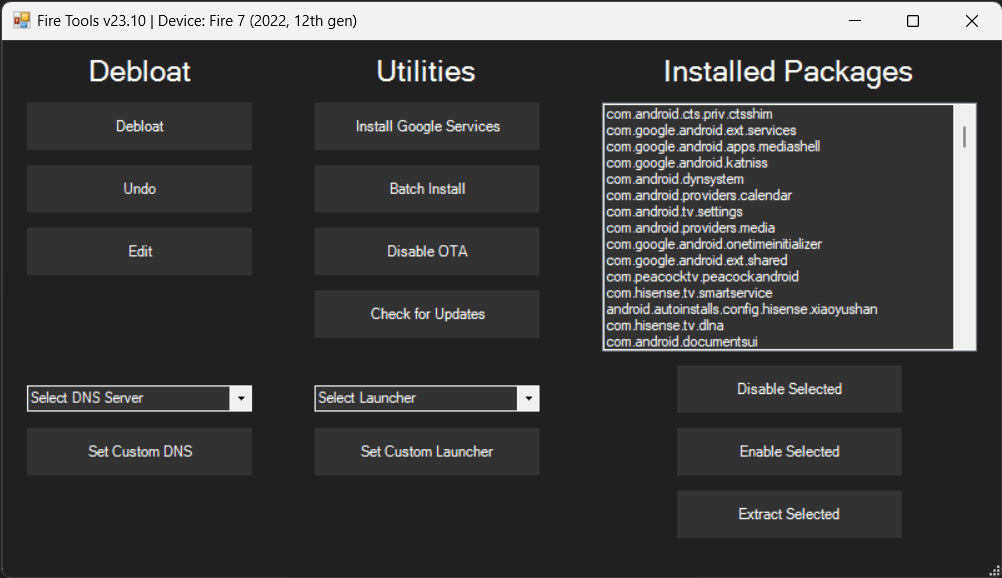 Fire Tools v23.10 | Device: Fire 7 (2022, 12th gen)
Debloat
Debloat
Undo
Edit
Select DNS Server
Set Custom DNS
Utilities
Install Google Services
Batch Install
Disable OTA
Check for Updates
Select Launcher
Set Custom Launcher
Installed Packages
com.android.cts.priv.ctsshim
com.google.android.ext.services
com.google.android.apps.mediashell
com.google.android.katniss
com.android.dynsystem
com.android.providers.calendar
com.android.tv.settings
com.android.providers.media
com.google.android.onetimeinitializer
com.google.android.ext.shared
com.peacocktv.peacockandroid
com.hisense.tv.smartservice
android.autoinstalls.config.hisense.xiaoyushan
com.hisense.tv.dlna
com.android.documentsui
Disable Selected
Enable Selected
Extract Selected